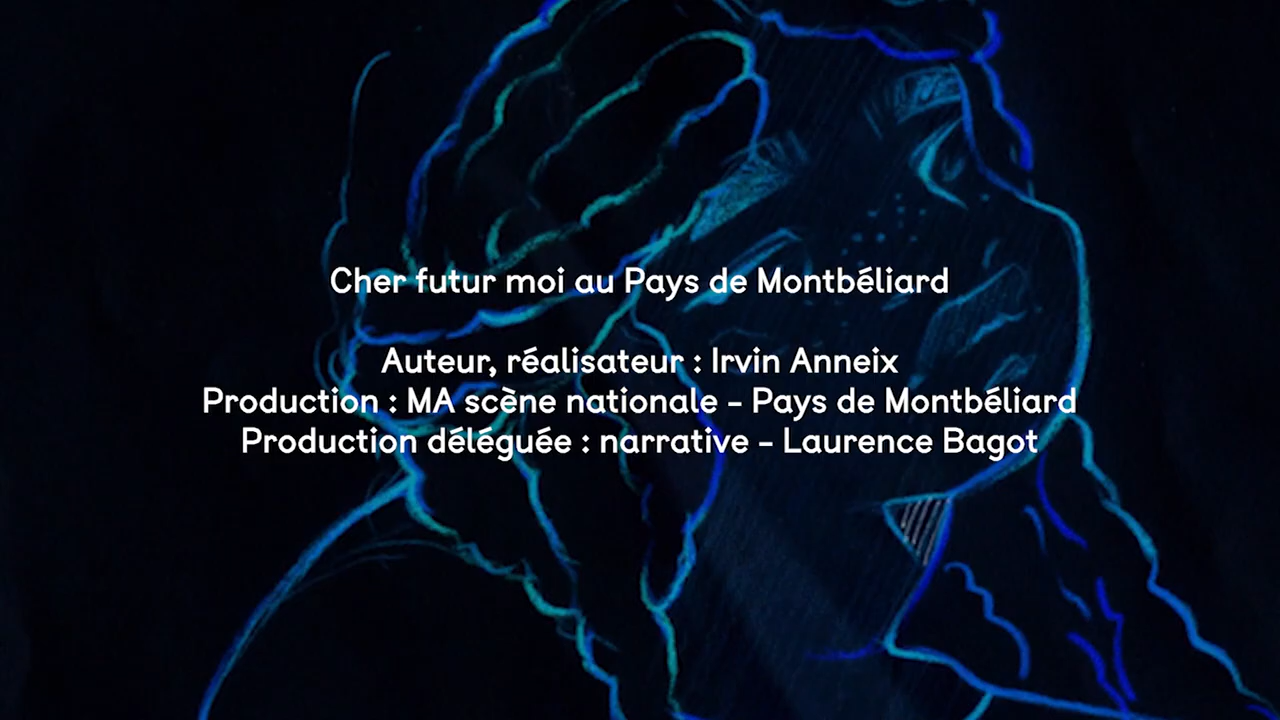 Cher futur moi au Pays de Montbéliard
Auteur, réalisateur : Irvin Anneix
Production : MA scène nationale - Pays de Montbéliard
Production déléguée : narrative - Laurence Bagot